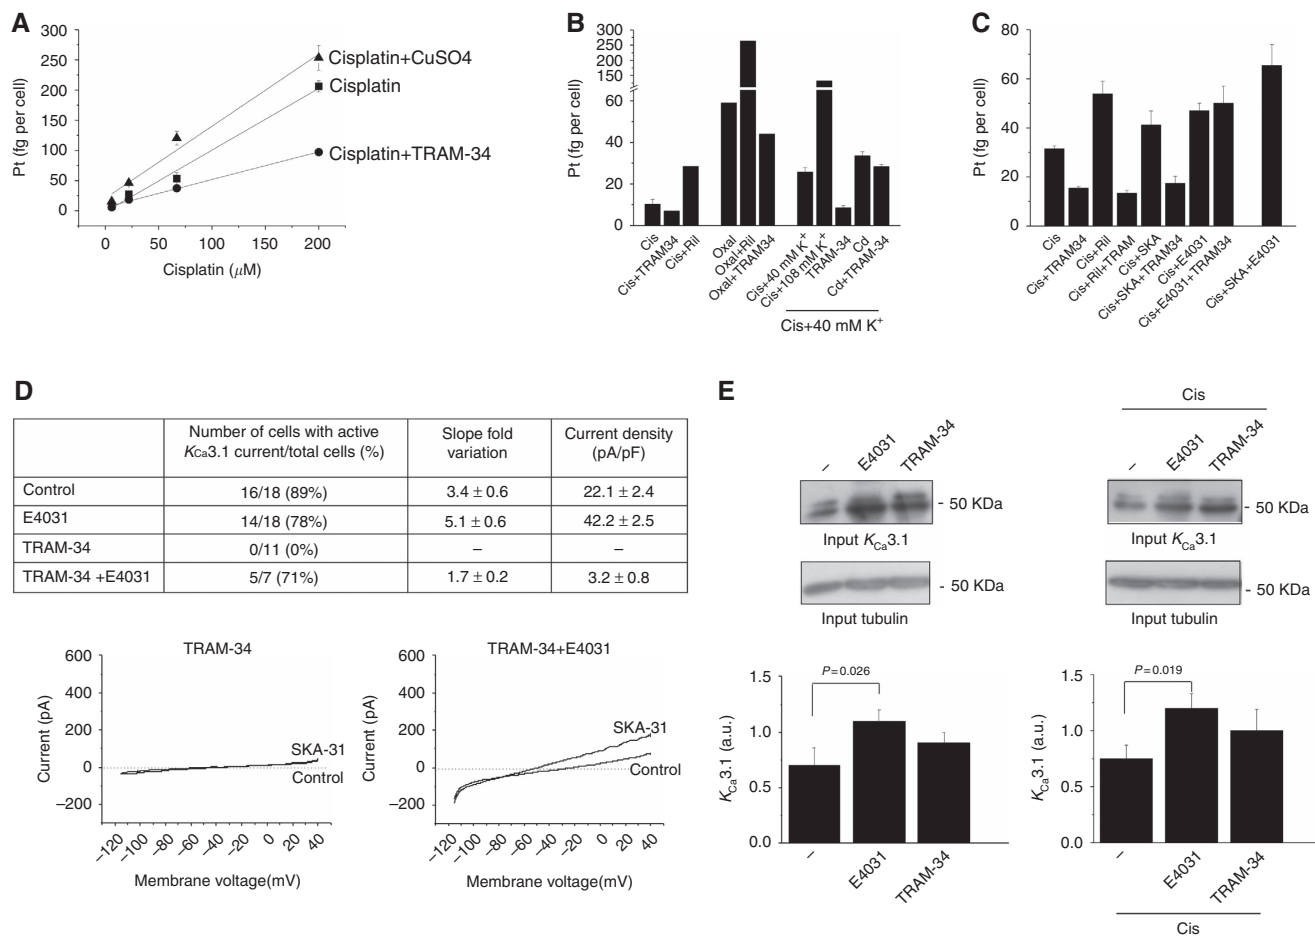 A
Pt (fg per cell)
300
250
200
150
100
50
0
0
50
100
150
200
Cisplatin (μM)
Cisplatin+CuSO4
Cisplatin
Cisplatin+TRAM-34
B
Pt (fg per cell)
300
250
200
150
60
40
20
0
Cis
Cis+TRAM34
Cis+Ril
Oxal
Oxal+Ril
Oxal+TRAM34
Cis+40 mM K+
Cis+108 mM K+
TRAM-34
Cd
Cd+TRAM-34
Cis+40 mM K+
C
Pt (fg per cell)
80
60
40
20
0
Cis
Cis+TRAM34
Cis+Ril
Cis+Ril+TRAM
Cis+SKA
Cis+SKA+TRAM34
Cis+E4031
Cis+E4031+TRAM34
Cis+SKA+E4031
D
Number of cells with active
KCa3.1 current/total cells (%)
Slope fold
variation
Current density
(pA/pF)
Control 16/18 (89%) 3.4 ± 0.6 22.1 ± 2.4
E4031 14/18 (78%) 5.1 ± 0.6 42.2 ± 2.5
TRAM-34 0/11 (0%) – –
TRAM-34 +E4031 5/7 (71%) 1.7 ± 0.2 3.2 ± 0.8
TRAM-34
Current (pA)
600
400
200
0
–200
SKA-31
Control
–120 –100 –80 –60 –40 –20 0 20 40
Membrane voltage(mV)
TRAM-34+E4031
Current (pA)
600
400
200
0
–200
SKA-31
Control
–120 –100 –80 –60 –40 –20 0 20 40
Membrane voltage(mV)
E
– E4031 TRAM-34
- 50 KDa
Input KCa3.1
- 50 KDa
Input tubulin
Cis
– E4031 TRAM-34
- 50 KDa
Input KCa3.1
- 50 KDa
Input tubulin
KCa3.1 (a.u.)
1.5
1.0
0.5
0.0
P=0.026
– E4031 TRAM-34
KCa3.1 (a.u.)
1.5
1.0
0.5
0.0
P=0.019
– E4031 TRAM-34
Cis